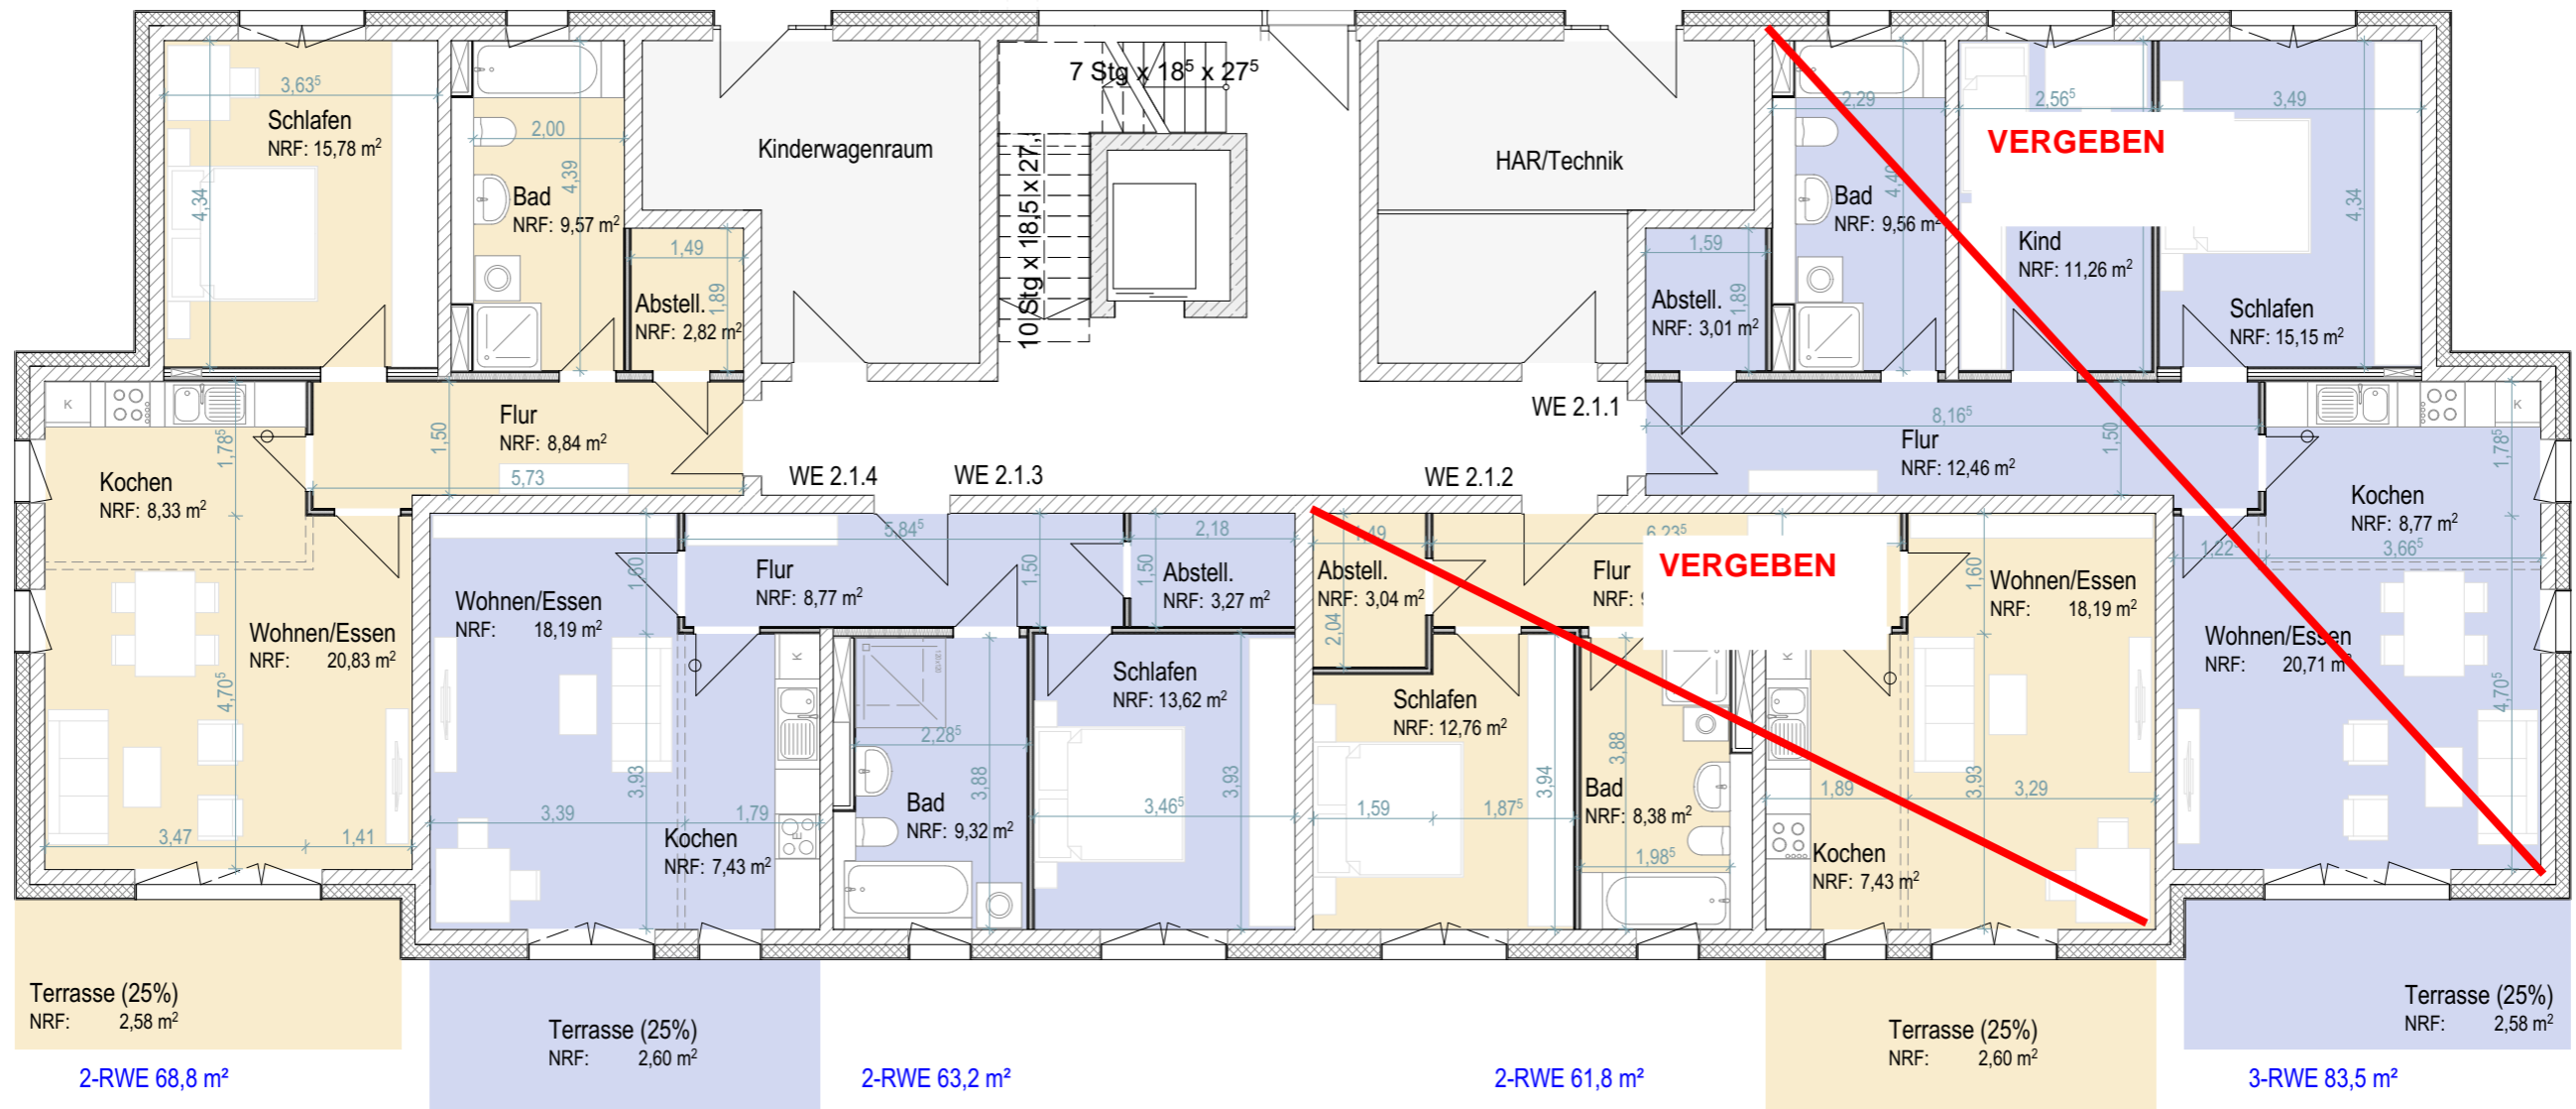 7 Stg x 18⁵ x 27⁵
10 Stg x 18,5 x 27,
3,63⁵
Schlafen
NRF: 15,78 m²
4,34
2,00
4,39
Bad
NRF: 9,57 m²
1,49
1,89
Abstell.
NRF: 2,82 m²
Kinderwagenraum
HAR/Technik
1,59
1,89
Abstell.
NRF: 3,01 m²
2,29
Bad
NRF: 9,56 m²
2,56⁵
3,49
VERGEBEN
Kind
NRF: 11,26 m²
4,34
Schlafen
NRF: 15,15 m²
K
Flur
NRF: 8,84 m²
1,50
1,78⁵
5,73
Kochen
NRF: 8,33 m²
WE 2.1.4
WE 2.1.3
WE 2.1.2
WE 2.1.1
8,16⁵
Flur
NRF: 12,46 m²
1,50
K
1,78⁵
Kochen
NRF: 8,77 m²
1,22⁵
3,66⁵
Wohnen/Essen
NRF: 20,83 m²
4,70⁵
3,47
1,41
1,60
Wohnen/Essen
NRF: 18,19 m²
5,84⁵
Flur
NRF: 8,77 m²
1,50
1,50
2,18
Abstell.
NRF: 3,27 m²
K
3,93
3,39
1,79
Kochen
NRF: 7,43 m²
2,28⁵
3,88
Bad
NRF: 9,32 m²
Schlafen
NRF: 13,62 m²
3,93
3,46⁵
1,49
Abstell.
NRF: 3,04 m²
2,04
6,23⁵
Flur
NRF:
VERGEBEN
1,60
Wohnen/Essen
NRF: 18,19 m²
Schlafen
NRF: 12,76 m²
1,59
1,87⁵
3,94
3,88
Bad
NRF: 8,38 m²
1,98⁵
K
1,89
3,93
3,29
Kochen
NRF: 7,43 m²
Wohnen/Essen
NRF: 20,71 m²
4,70⁵
Terrasse (25%)
NRF: 2,58 m²
Terrasse (25%)
NRF: 2,60 m²
Terrasse (25%)
NRF: 2,60 m²
Terrasse (25%)
NRF: 2,58 m²
2-RWE 68,8 m²
2-RWE 63,2 m²
2-RWE 61,8 m²
3-RWE 83,5 m²